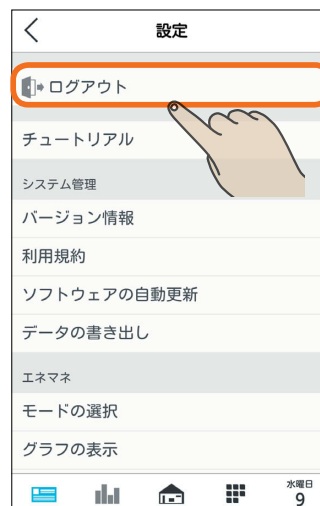 設定
ログアウト
チュートリアル
システム管理
バージョン情報
利用規約
ソフトウェアの自動更新
データの書き出し
エネマネ
モードの選択
グラフの表示
水曜日
9